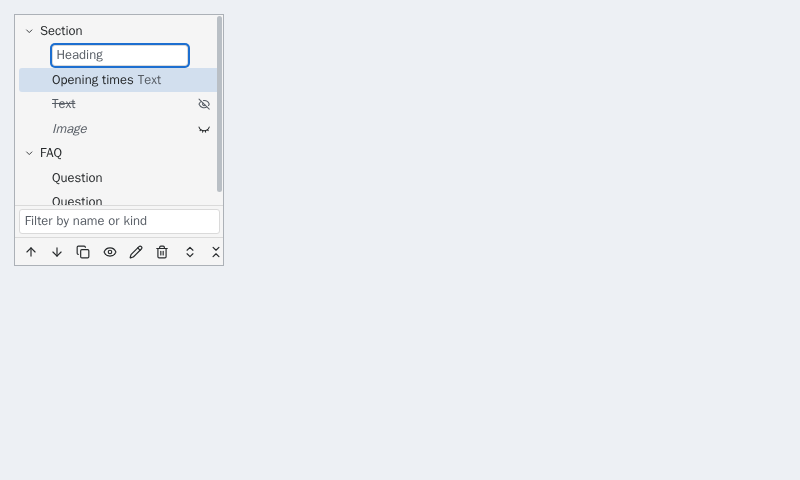 Section
Heading
Opening times Text
Text
Image
FAQ
Question
Question
Filter by name or kind